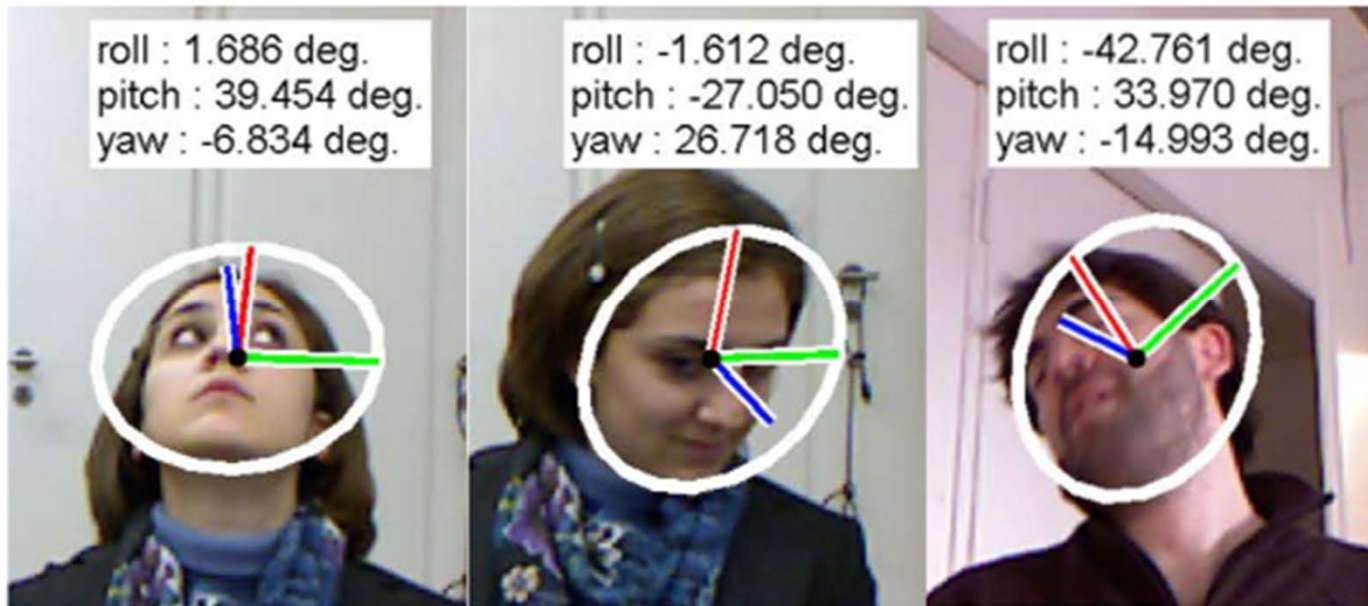 roll : 1.686 deg.
pitch : 39.454 deg.
yaw : -6.834 deg.
roll : -1.612 deg.
pitch : -27.050 deg.
yaw : 26.718 deg.
roll : -42.761 deg.
pitch : 33.970 deg.
yaw : -14.993 deg.